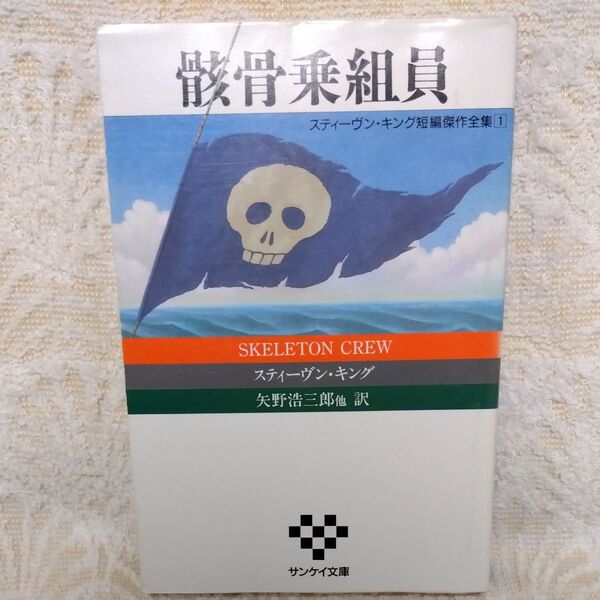 骸骨乗組員
スティーヴン・キング短編傑作全集1
SKELETON CREW
スティーヴン・キング
矢野浩三郎他 訳
サンケイ文庫